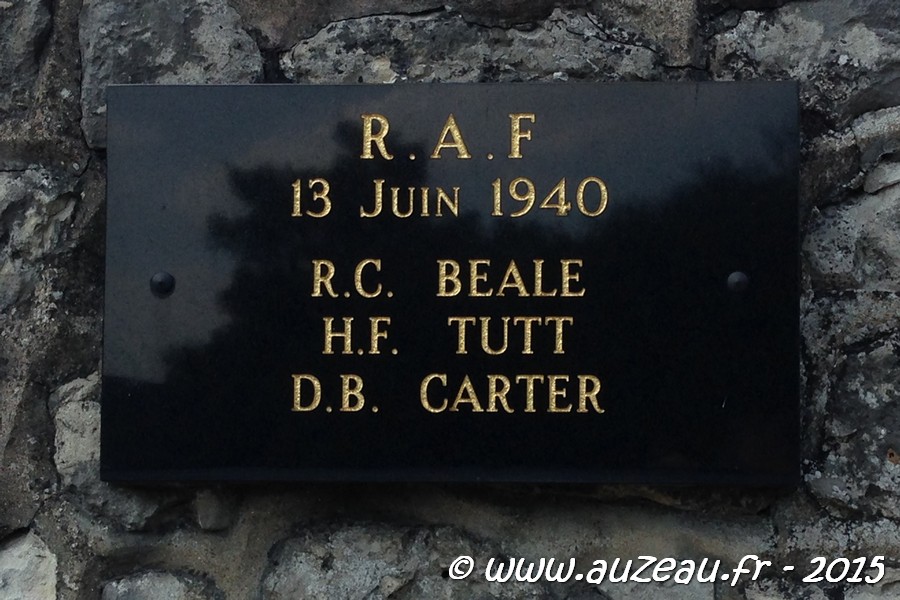 R.A.F
13 JUIN 1940
R.C. BEALE
H.F. TUTT
D.B. CARTER
© www.auzeau.fr - 2015